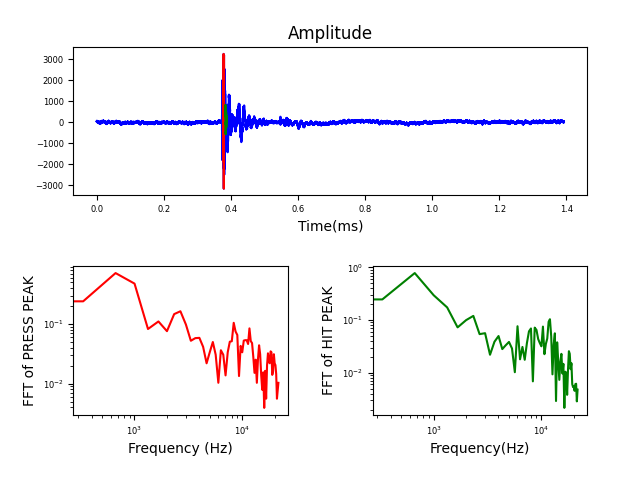 Amplitude
3000
2000
1000
0
−1000
−2000
−3000
0.0 0.2 0.4 0.6 0.8 1.0 1.2 1.4
Time(ms)
FFT of PRESS PEAK
10⁻¹
10⁻²
10³ 10⁴
Frequency (Hz)
FFT of HIT PEAK
10⁰
10⁻¹
10⁻²
10³ 10⁴
Frequency(Hz)